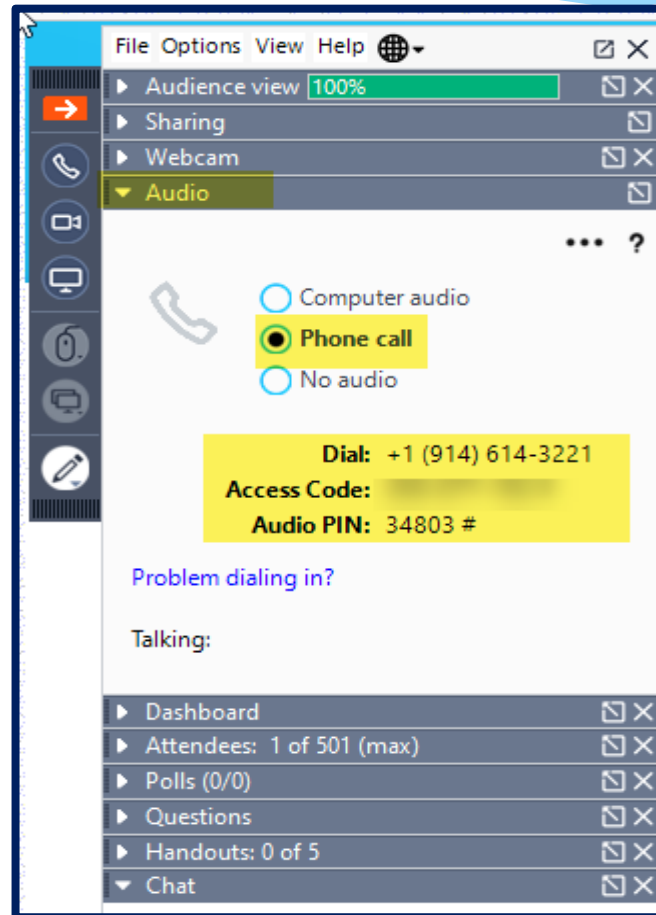 File Options View Help
Audience view 100%
Sharing
Webcam
Audio
... ?
Computer audio
Phone call
No audio
Dial: +1 (914) 614-3221
Access Code:
Audio PIN: 34803 #
Problem dialing in?
Talking:
Dashboard
Attendees: 1 of 501 (max)
Polls (0/0)
Questions
Handouts: 0 of 5
Chat